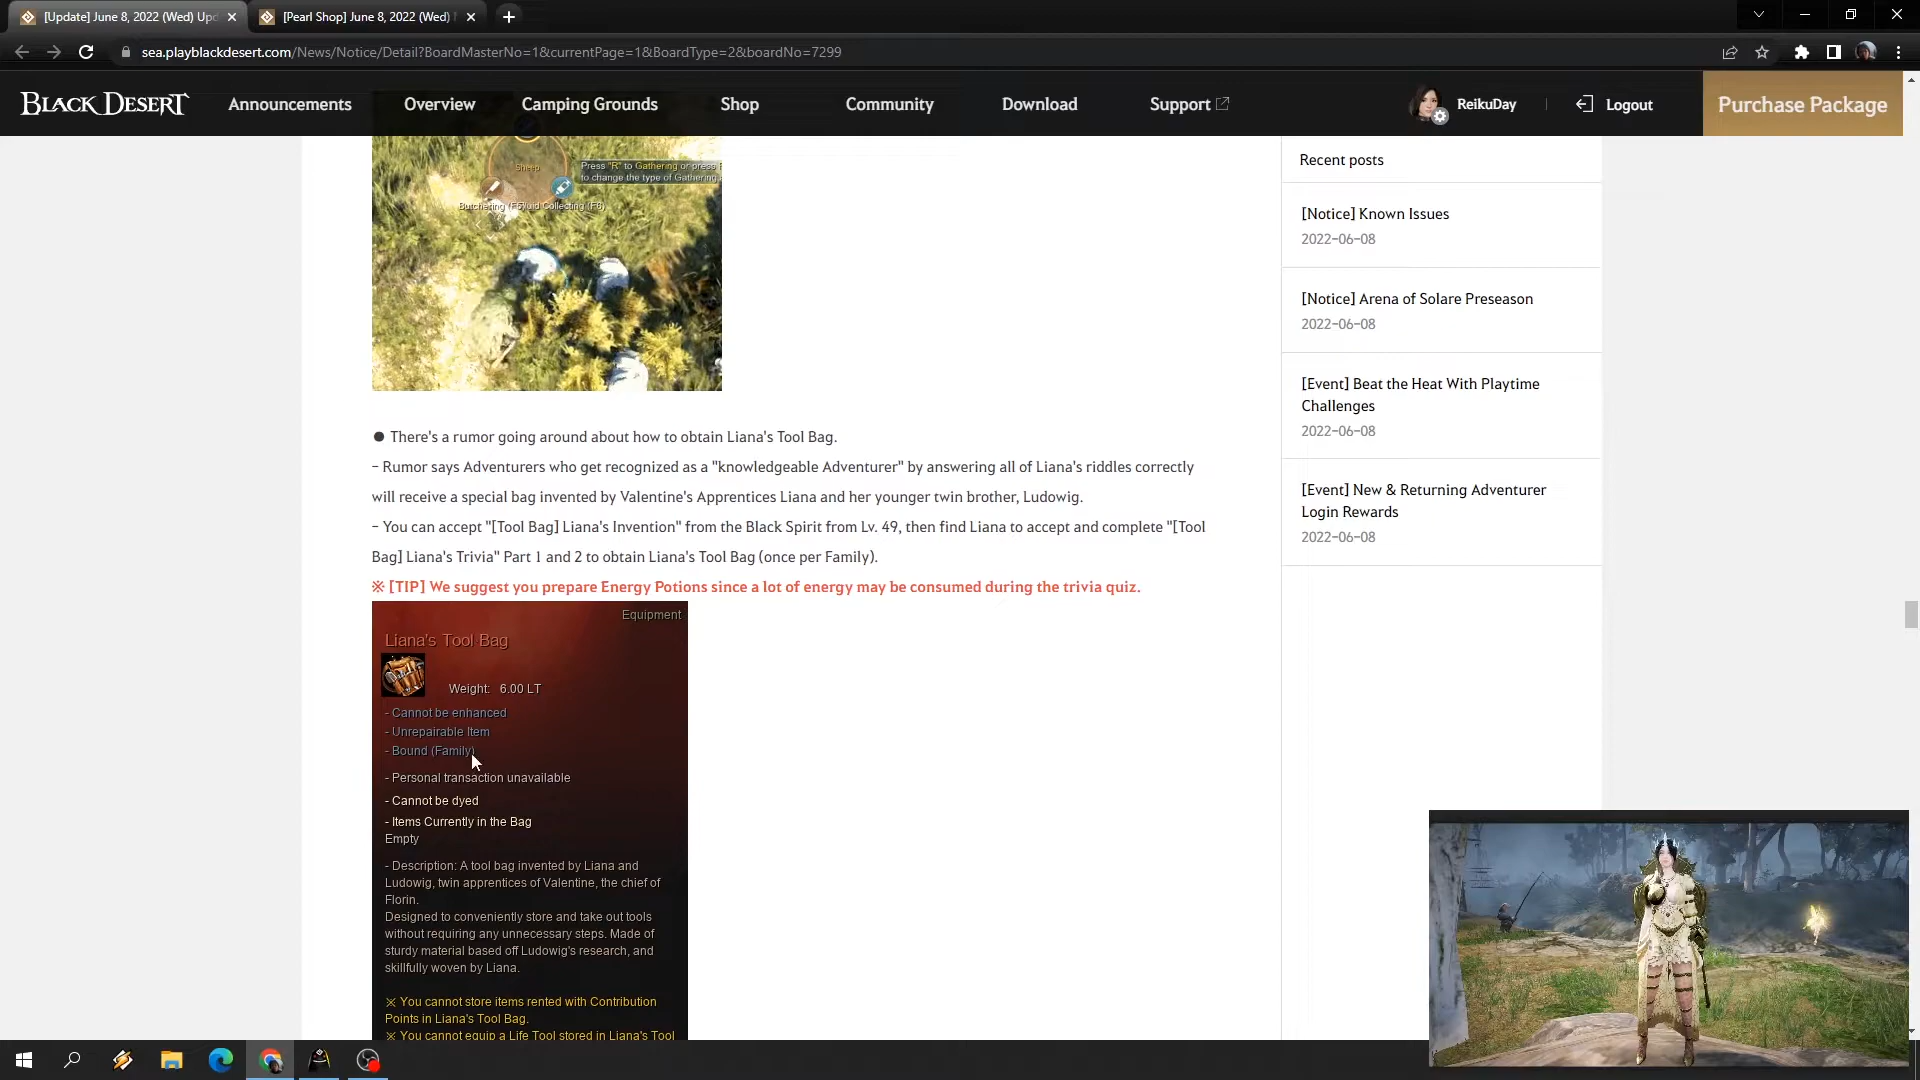 [Update] June 8, 2022 (Wed) Upd
[Pearl Shop] June 8, 2022 (Wed)
sea.playblackdesert.com/News/Notice/Detail?BoardMasterNo=1&currentPage=1&BoardType=2&boardNo=7299
BLACK DESERT
Announcements
Overview
Camping Grounds
Shop
Community
Download
Support
ReikuDay
Logout
Purchase Package
Sheep
Press "R" to Gathering or press
to change the type of Gathering
Butchering (F5)
luid Collecting (F6)
● There's a rumor going around about how to obtain Liana's Tool Bag.
- Rumor says Adventurers who get recognized as a "knowledgeable Adventurer" by answering all of Liana's riddles correctly
will receive a special bag invented by Valentine's Apprentices Liana and her younger twin brother, Ludowig.
- You can accept "[Tool Bag] Liana's Invention" from the Black Spirit from Lv. 49, then find Liana to accept and complete "[Tool
Bag] Liana's Trivia" Part 1 and 2 to obtain Liana's Tool Bag (once per Family).
※ [TIP] We suggest you prepare Energy Potions since a lot of energy may be consumed during the trivia quiz.
Equipment
Liana's Tool Bag
Weight: 6.00 LT
- Cannot be enhanced
- Unrepairable Item
- Bound (Family)
- Personal transaction unavailable
- Cannot be dyed
- Items Currently in the Bag
Empty
- Description: A tool bag invented by Liana and
Ludowig, twin apprentices of Valentine, the chief of
Florin.
Designed to conveniently store and take out tools
without requiring any unnecessary steps. Made of
sturdy material based off Ludowig's research, and
skillfully woven by Liana.
※ You cannot store items rented with Contribution
Points in Liana's Tool Bag.
※ You cannot equip a Life Tool stored in Liana's Tool
Recent posts
[Notice] Known Issues
2022-06-08
[Notice] Arena of Solare Preseason
2022-06-08
[Event] Beat the Heat With Playtime
Challenges
2022-06-08
[Event] New & Returning Adventurer
Login Rewards
2022-06-08